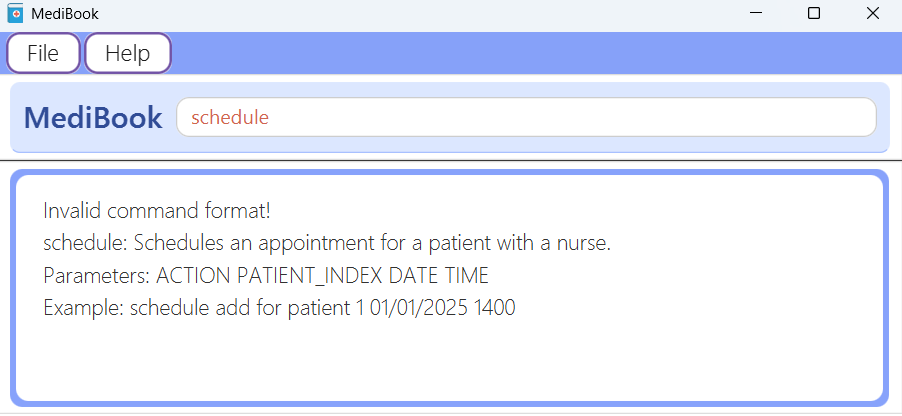 MediBook
File
Help
MediBook
schedule
Invalid command format!
schedule: Schedules an appointment for a patient with a nurse.
Parameters: ACTION PATIENT_INDEX DATE TIME
Example: schedule add for patient 1 01/01/2025 1400